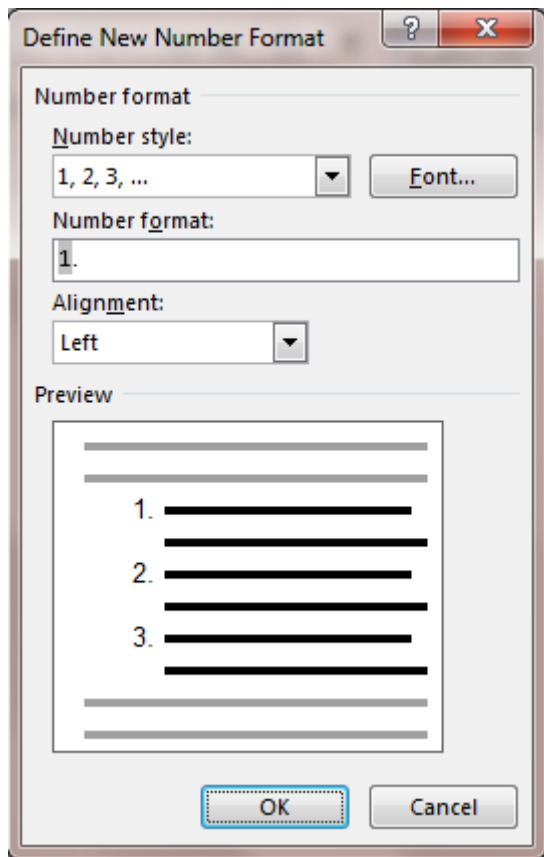 Define New Number Format ?
Number format
Number style:
1, 2, 3, ... Font...
Number format:
1.
Alignment:
Left
Preview
1.
2.
3.
OK Cancel